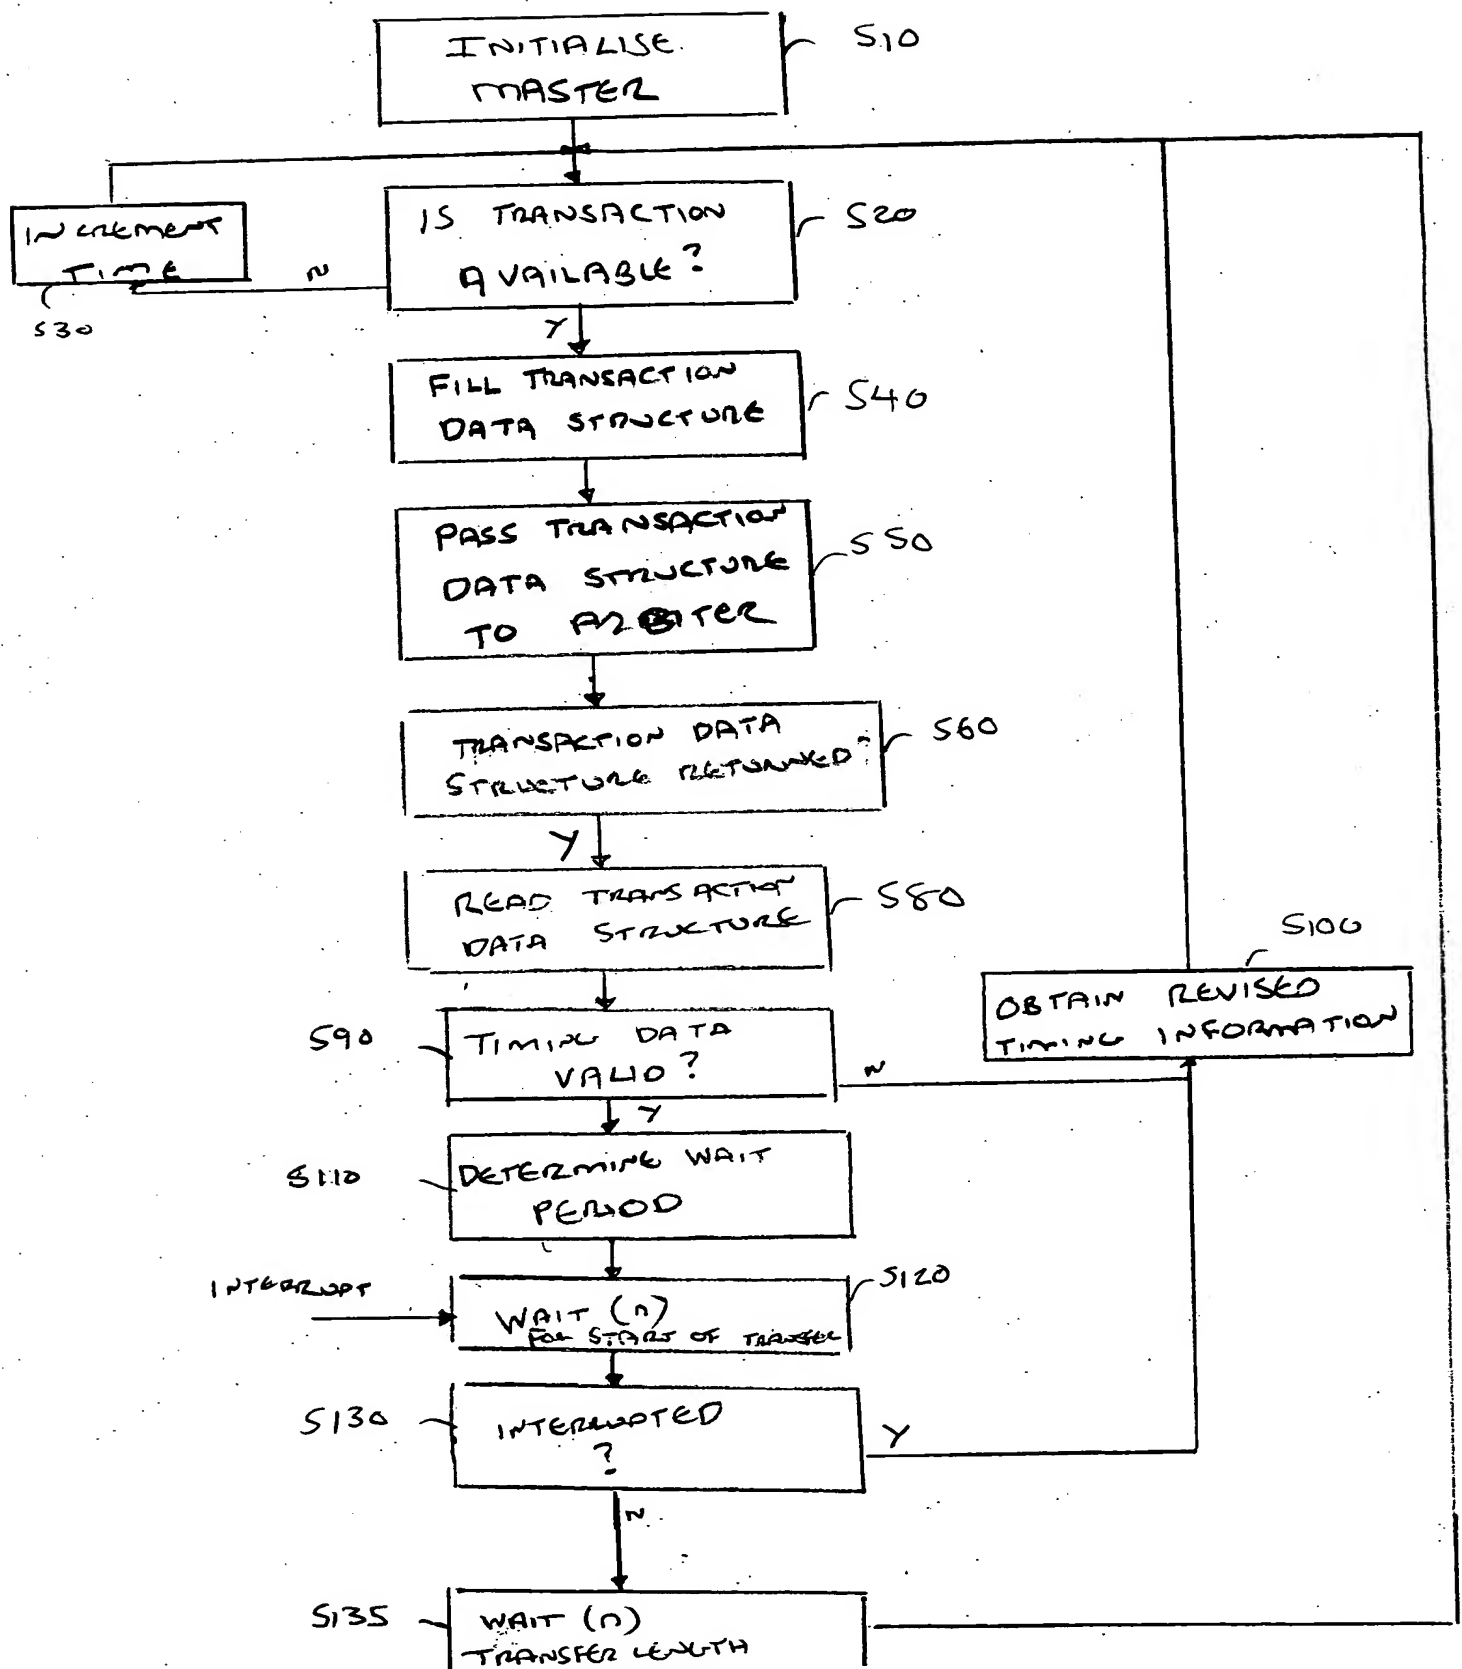 INITIALISE
MASTER
S10
INCREMENT
TIME
S30
N
IS TRANSACTION
AVAILABLE?
S20
Y
FILL TRANSACTION
DATA STRUCTURE
S40
PASS TRANSACTION
DATA STRUCTURE
TO ARBITER
S50
TRANSACTION DATA
STRUCTURE RETURNED?
S60
Y
READ TRANSACTION
DATA STRUCTURE
S80
S100
OBTAIN REVISED
TIMING INFORMATION
S90
TIMING DATA
VALID?
N
Y
S110
DETERMINE WAIT
PERIOD
INTERRUPT
S120
WAIT (n)
FOR START OF TRANSFER
S130
INTERRUPTED
?
Y
N
S135
WAIT (n)
TRANSFER LENGTH